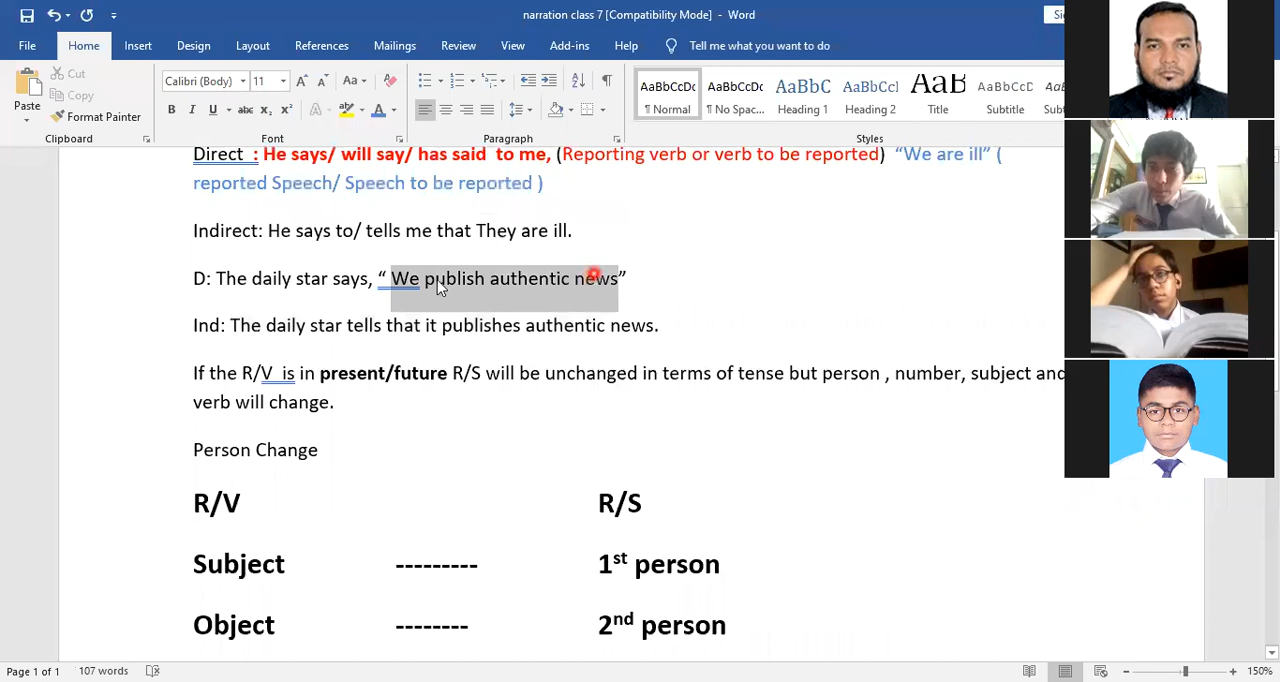 narration class 7 [Compatibility Mode] - Word
File Home Insert Design Layout References Mailings Review View Add-ins Help Tell me what you want to do
Paste
Cut
Copy
Format Painter
Calibri (Body) 11
Aa
B I U abc x₂ x²
AaBbCcDc AaBbCcDc AaBbC AaBbCcI AaB AaBbCcD
¶ Normal ¶ No Spac... Heading 1 Heading 2 Title Subtitle
Clipboard Font Paragraph Styles
Direct : He says/ will say/ has said to me, (Reporting verb or verb to be reported) “We are ill” (
reported Speech/ Speech to be reported )
Indirect: He says to/ tells me that They are ill.
D: The daily star says, “ We publish authentic news”
Ind: The daily star tells that it publishes authentic news.
If the R/V is in present/future R/S will be unchanged in terms of tense but person , number, subject and
verb will change.
Person Change
R/V R/S
Subject --------- 1st person
Object -------- 2nd person
Page 1 of 1 107 words 150%